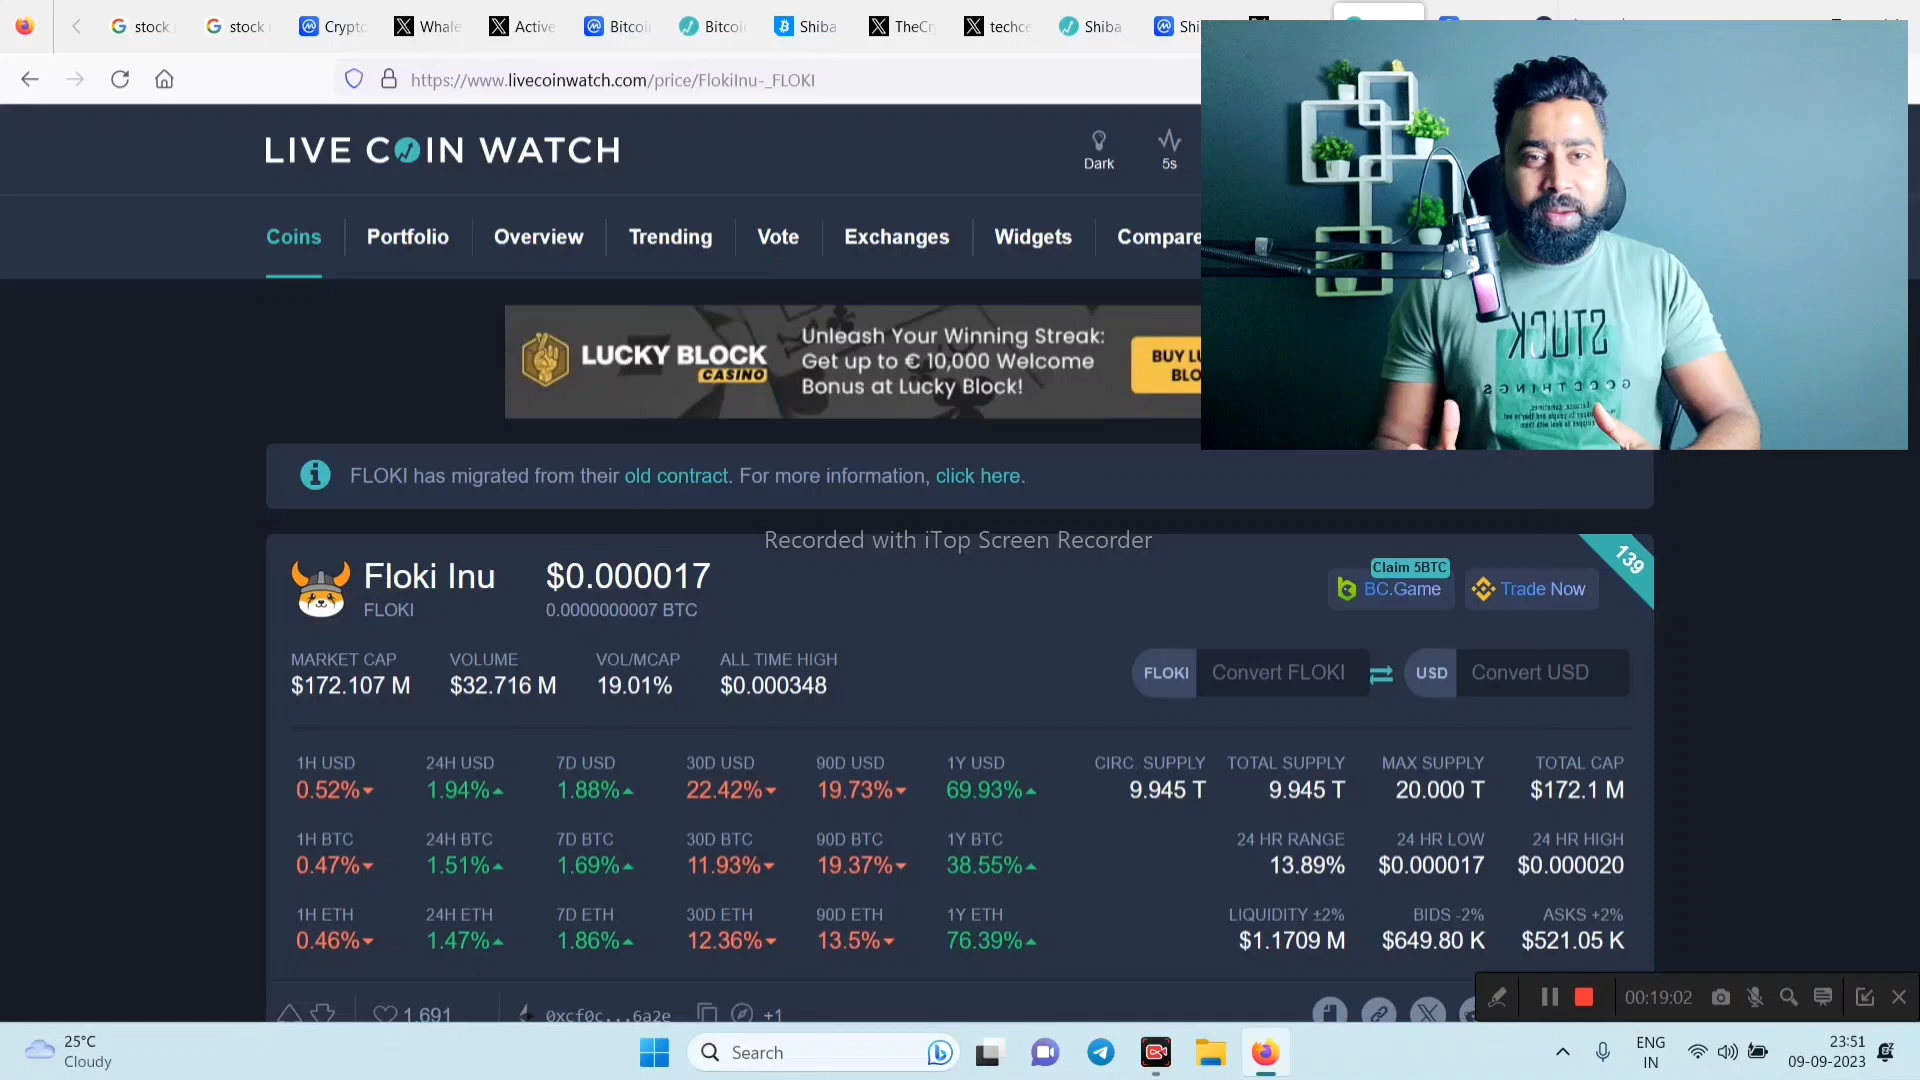 stock
stock
Crypto
Whale
Active
Bitcoin
Bitcoi
Shiba
TheCr
techce
Shiba
Shi
https://www.livecoinwatch.com/price/FlokiInu-_FLOKI
LIVE COIN WATCH
Dark
5s
Coins
Portfolio
Overview
Trending
Vote
Exchanges
Widgets
Compare
LUCKY BLOCK
CASINO
Unleash Your Winning Streak:
Get up to € 10,000 Welcome
Bonus at Lucky Block!
BUY LU
BLO
STUCK
GOOD THINGS
FLOKI has migrated from their old contract. For more information, click here.
Recorded with iTop Screen Recorder
Floki Inu
FLOKI
$0.000017
0.0000000007 BTC
Claim 5BTC
BC.Game
Trade Now
139
MARKET CAP
$172.107 M
VOLUME
$32.716 M
VOL/MCAP
19.01%
ALL TIME HIGH
$0.000348
FLOKI Convert FLOKI
USD Convert USD
1H USD 24H USD 7D USD 30D USD 90D USD 1Y USD CIRC. SUPPLY TOTAL SUPPLY MAX SUPPLY TOTAL CAP
0.52% 1.94% 1.88% 22.42% 19.73% 69.93% 9.945 T 9.945 T 20.000 T $172.1 M
1H BTC 24H BTC 7D BTC 30D BTC 90D BTC 1Y BTC 24 HR RANGE 24 HR LOW 24 HR HIGH
0.47% 1.51% 1.69% 11.93% 19.37% 38.55% 13.89% $0.000017 $0.000020
1H ETH 24H ETH 7D ETH 30D ETH 90D ETH 1Y ETH LIQUIDITY ±2% BIDS -2% ASKS +2%
0.46% 1.47% 1.86% 12.36% 13.5% 76.39% $1.1709 M $649.80 K $521.05 K
1,691
0xcf0c...6a2e
+1
00:19:02
25°C
Cloudy
Search
ENG
IN
23:51
09-09-2023